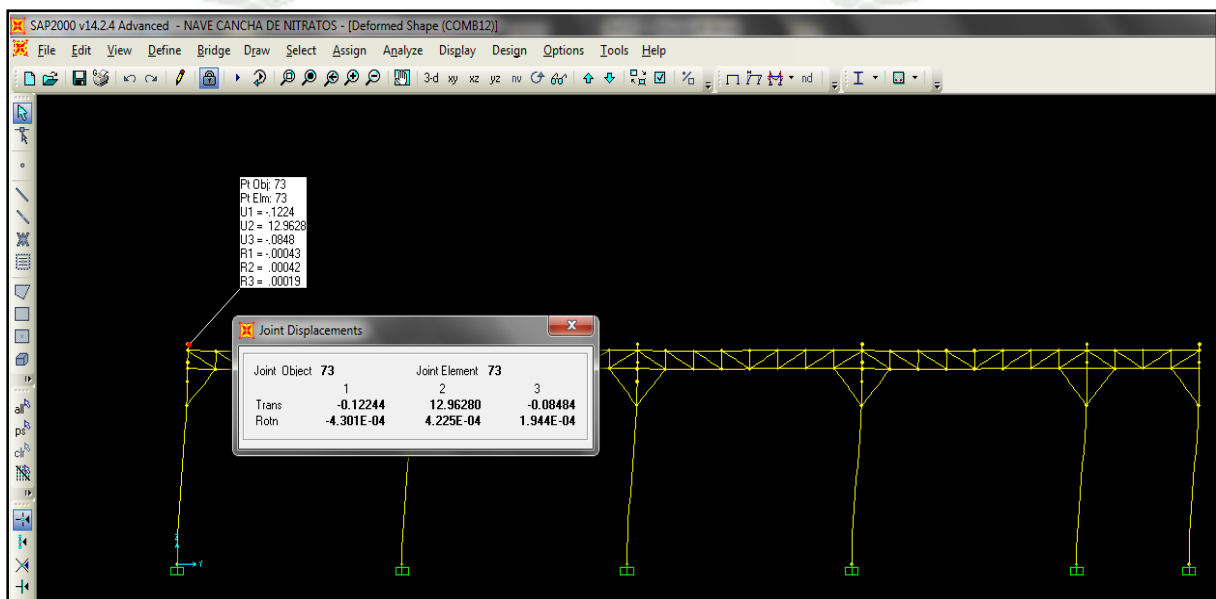 SAP2000 v14.2.4 Advanced - NAVE CANCHA DE NITRATOS - [Deformed Shape (COMB12)]
File Edit View Define Bridge Draw Select Assign Analyze Display Design Options Tools Help
3-d xy xz yz nv nd
Pt Obj: 73
Pt Elm: 73
U1 = -.1224
U2 = 12.9628
U3 = -.0848
R1 = -.00043
R2 = .00042
R3 = .00019
Joint Displacements
Joint Object 73 Joint Element 73
1 2 3
Trans -0.12244 12.96280 -0.08484
Rotn -4.301E-04 4.225E-04 1.944E-04
all
ps
clr
Z
Y